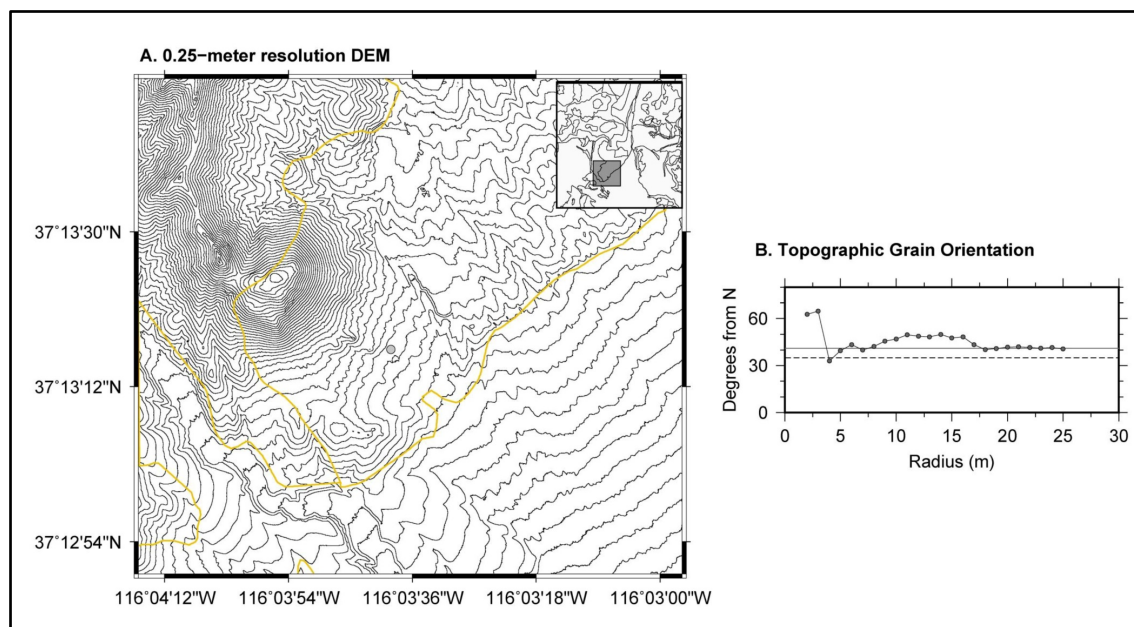 A. 0.25−meter resolution DEM
37°13'30"N
37°13'12"N
37°12'54"N
116°04'12"W 116°03'54"W 116°03'36"W 116°03'18"W 116°03'00"W
B. Topographic Grain Orientation
Degrees from N
60
30
0
0 5 10 15 20 25 30
Radius (m)